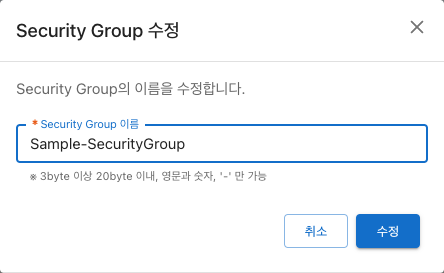 Security Group 수정
Security Group의 이름을 수정합니다.
* Security Group 이름
Sample-SecurityGroup
※ 3byte 이상 20byte 이내, 영문과 숫자, '-' 만 가능
취소
수정